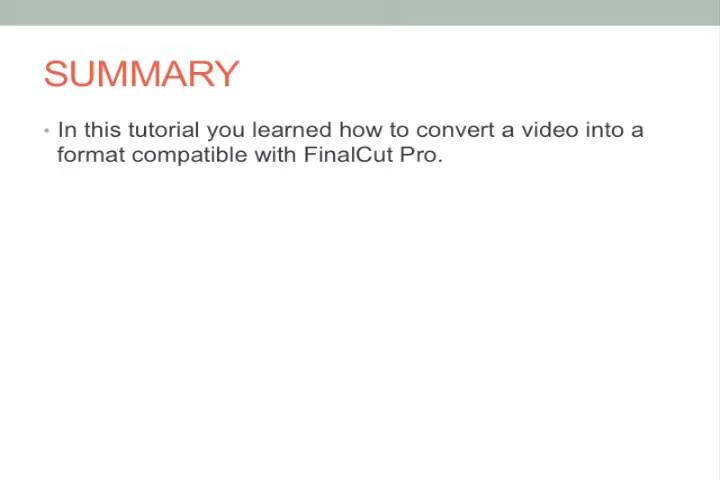 SUMMARY
• In this tutorial you learned how to convert a video into a
format compatible with FinalCut Pro.